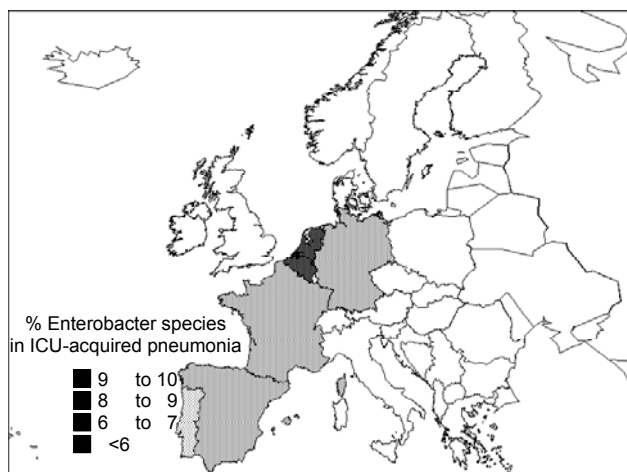 % Enterobacter species
in ICU-acquired pneumonia
9 to 10
8 to 9
6 to 7
<6